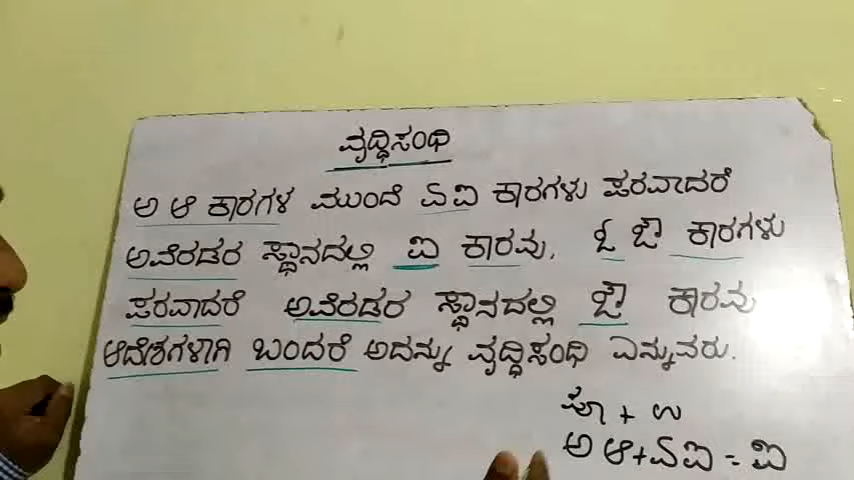 ವೃದ್ಧಿಸಂಧಿ
ಅ ಆ ಕಾರಗಳ ಮುಂದೆ ಏ ಐ ಕಾರಗಳು ಪರವಾದರೆ
ಅವೆರಡರ ಸ್ಥಾನದಲ್ಲಿ ಐ ಕಾರವು, ಓ ಔ ಕಾರಗಳು
ಪರವಾದರೆ ಅವೆರಡರ ಸ್ಥಾನದಲ್ಲಿ ಔ ಕಾರವು
ಆದೇಶಗಳಾಗಿ ಬಂದರೆ ಅದನ್ನು ವೃದ್ಧಿಸಂಧಿ ಎನ್ನುವರು.
ಪೂ + ಉ
ಅ ಆ + ಏ ಐ = ಐ